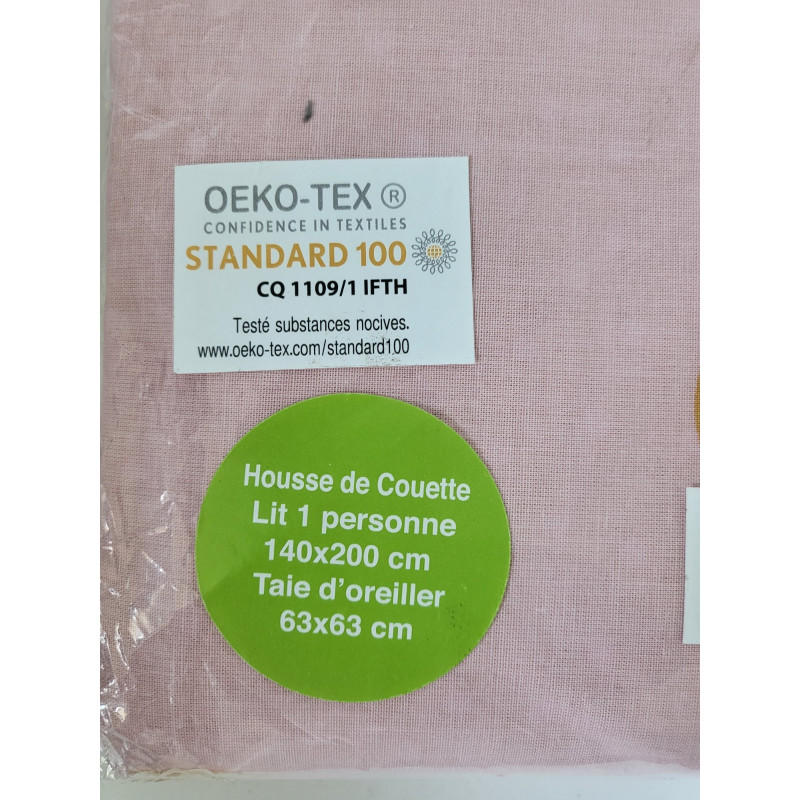 OEKO-TEX ®
CONFIDENCE IN TEXTILES
STANDARD 100
CQ 1109/1 IFTH
Testé substances nocives.
www.oeko-tex.com/standard100
Housse de Couette
Lit 1 personne
140x200 cm
Taie d'oreiller
63x63 cm